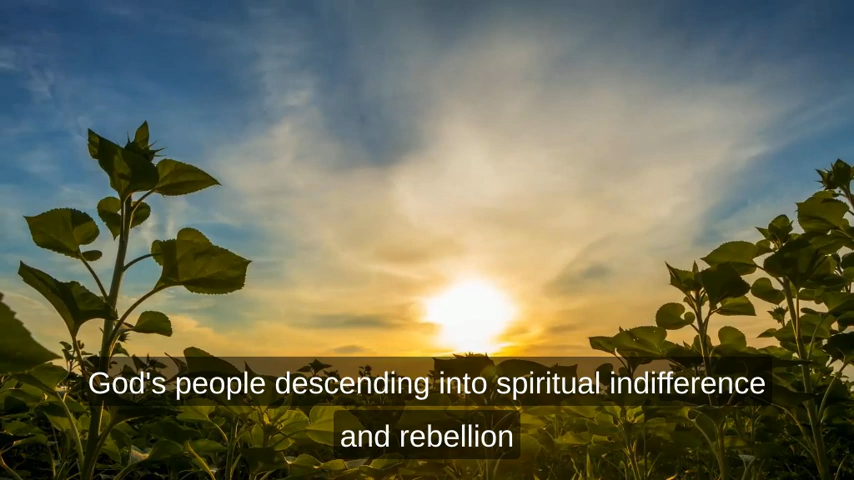 God's people descending into spiritual indifference
and rebellion